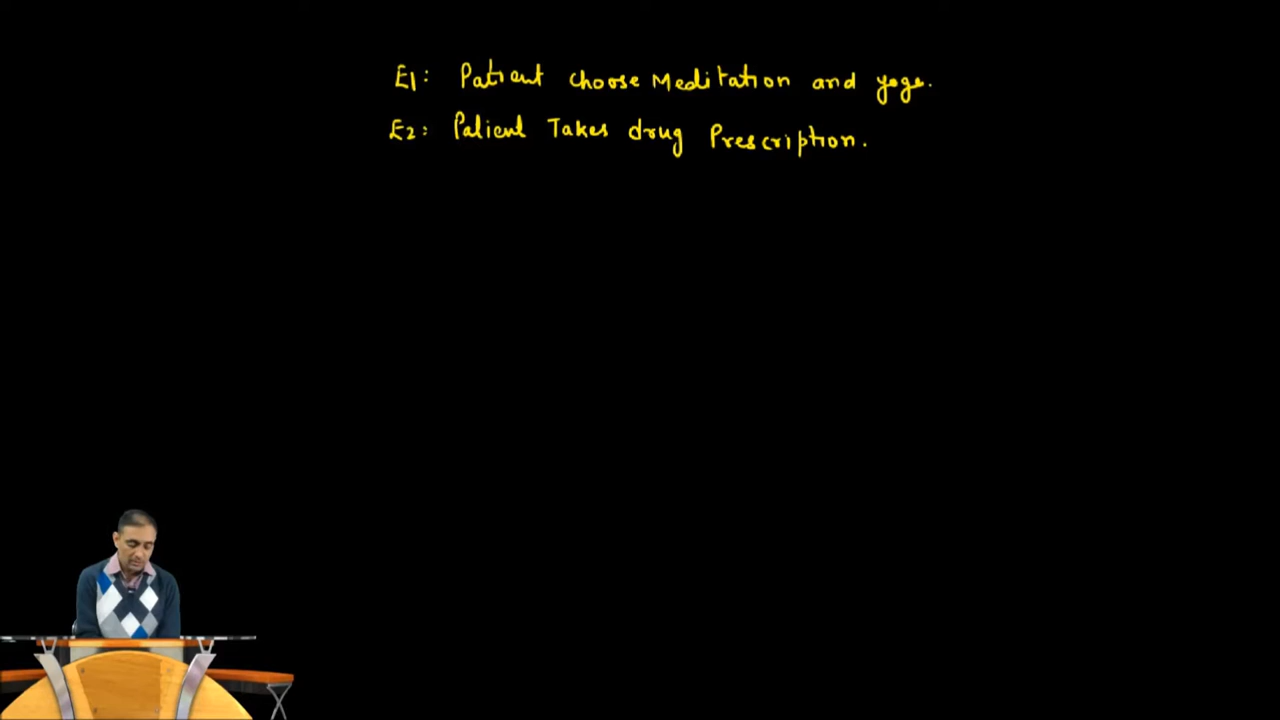 E1: Patient choose Meditation and yoga.
E2: Patient Takes drug Prescription.